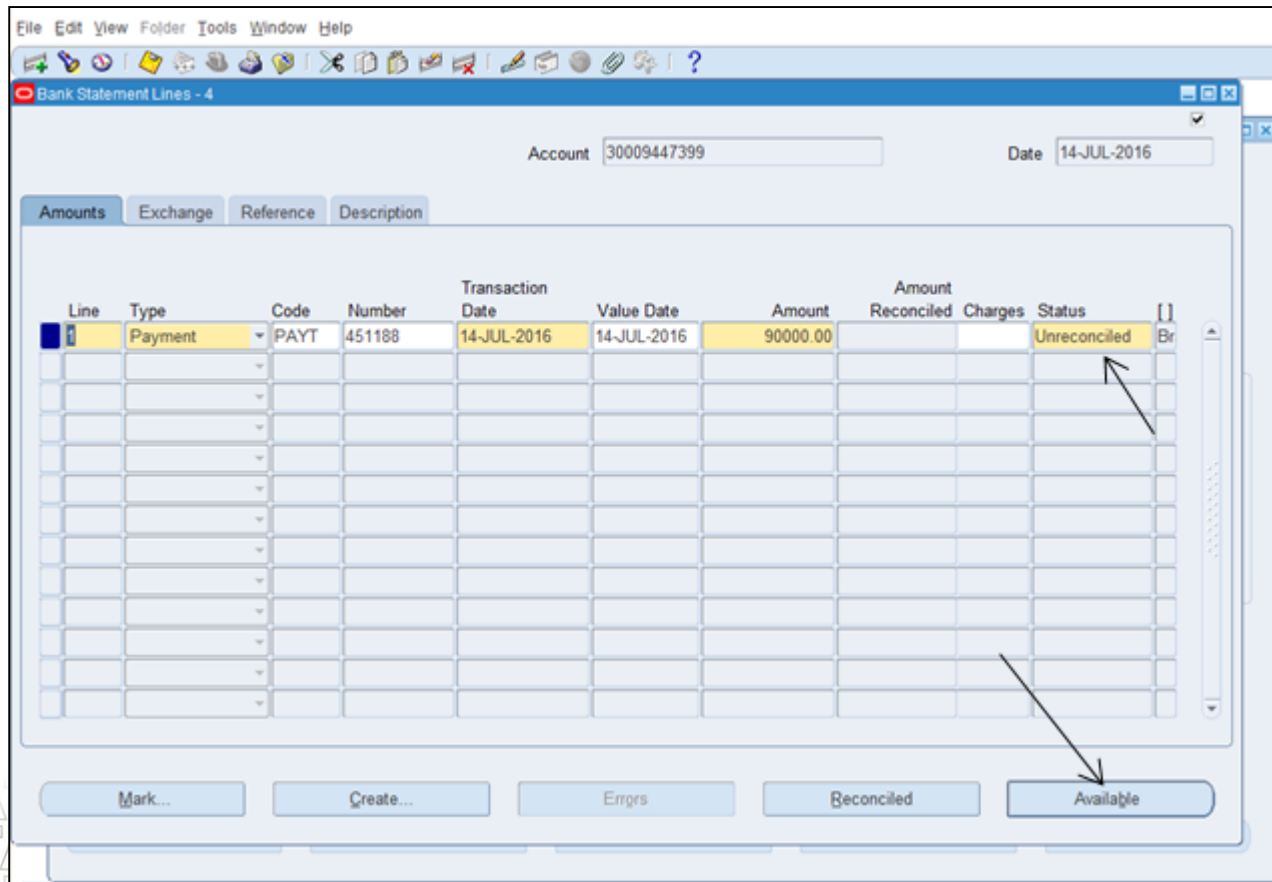 File Edit View Folder Tools Window Help
?
Bank Statement Lines - 4
Account 30009447399 Date 14-JUL-2016
Amounts Exchange Reference Description
Transaction Amount
Line Type Code Number Date Value Date Amount Reconciled Charges Status [ ]
1 Payment PAYT 451188 14-JUL-2016 14-JUL-2016 90000.00 Unreconciled Br
Mark... Create... Errors Reconciled Available